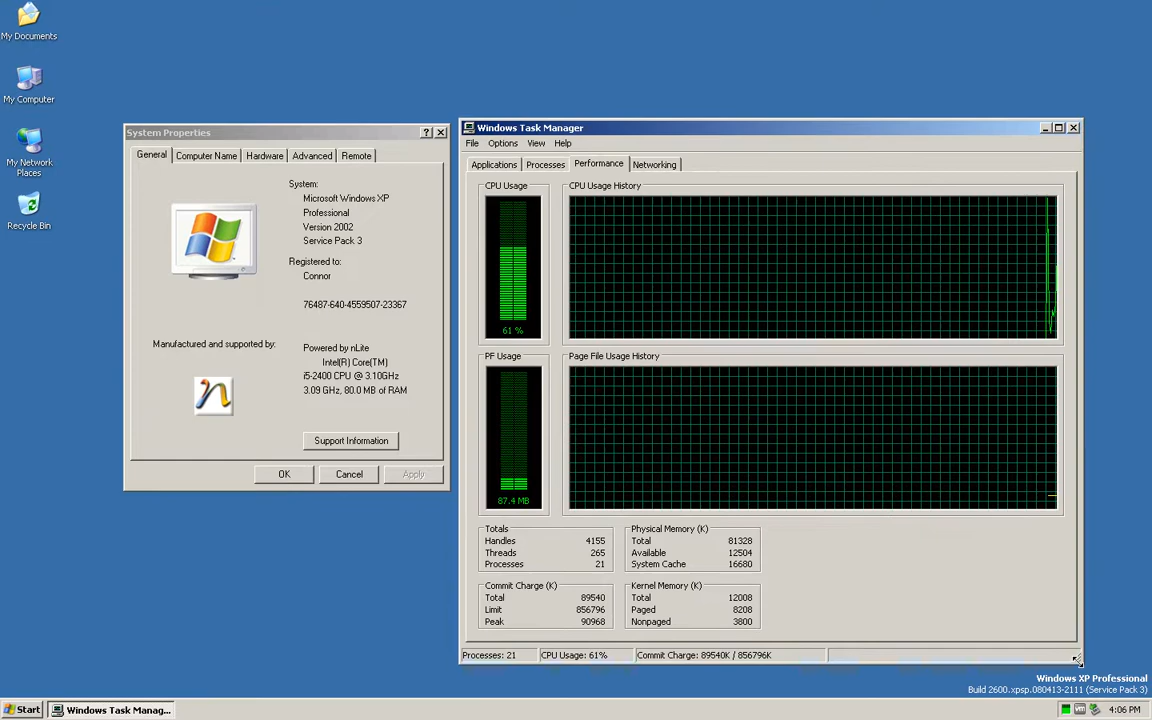 My Documents
My Computer
My Network
Places
Recycle Bin
System Properties
General
Computer Name
Hardware
Advanced
Remote
System:
Microsoft Windows XP
Professional
Version 2002
Service Pack 3
Registered to:
Connor
76487-640-4559507-23367
Manufactured and supported by:
Powered by nLite
Intel(R) Core(TM)
i5-2400 CPU @ 3.10GHz
3.09 GHz, 80.0 MB of RAM
Support Information
OK
Cancel
Apply
Windows Task Manager
File Options View Help
Applications
Processes
Performance
Networking
CPU Usage
CPU Usage History
61 %
PF Usage
Page File Usage History
87.4 MB
Totals
Handles 4155
Threads 265
Processes 21
Physical Memory (K)
Total 81328
Available 12504
System Cache 16680
Commit Charge (K)
Total 89540
Limit 856796
Peak 90968
Kernel Memory (K)
Total 12008
Paged 8208
Nonpaged 3800
Processes: 21
CPU Usage: 61%
Commit Charge: 89540K / 856796K
Windows XP Professional
Build 2600.xpsp.080413-2111 (Service Pack 3)
Start
Windows Task Manag...
4:06 PM